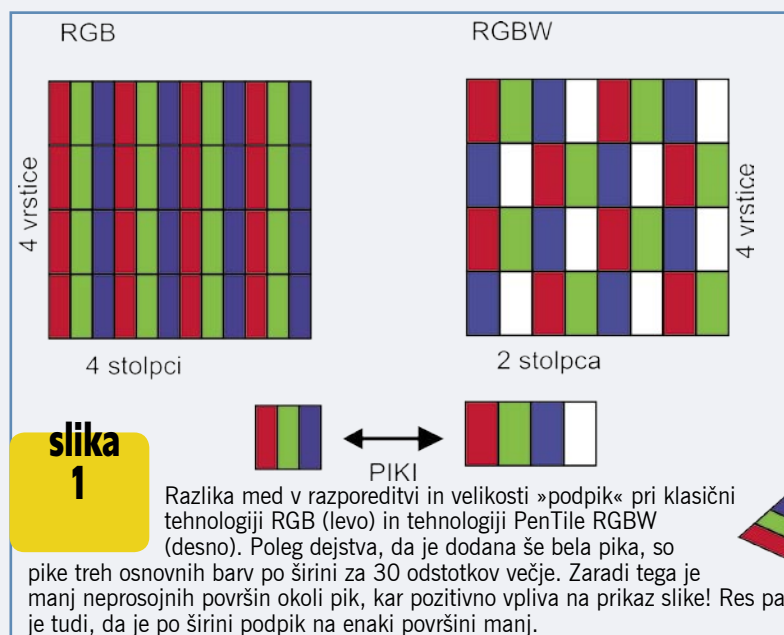 RGB
RGBW
4 vrstice
4 vrstice
4 stolpci
2 stolpca
PIKI
slika
1
Razlika med v razporeditvi in velikosti »podpik« pri klasični
tehnologiji RGB (levo) in tehnologiji PenTile RGBW
(desno). Poleg dejstva, da je dodana še bela pika, so
pike treh osnovnih barv po širini za 30 odstotkov večje. Zaradi tega je
manj neprosojnih površin okoli pik, kar pozitivno vpliva na prikaz slike! Res pa
je tudi, da je po širini podpik na enaki površini manj.